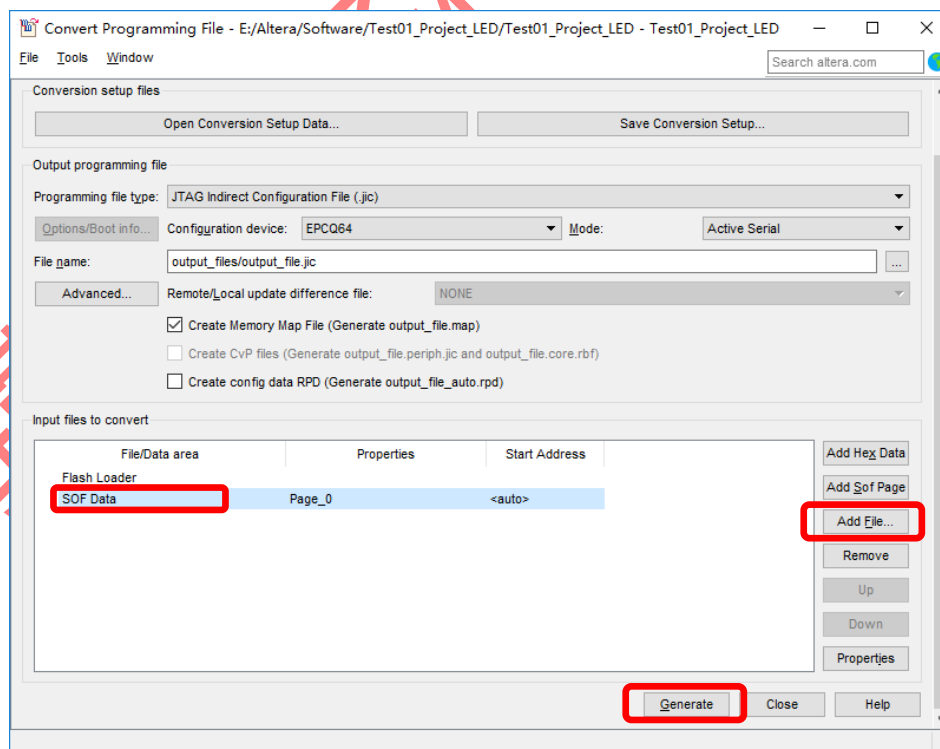 Convert Programming File - E:/Altera/Software/Test01_Project_LED/Test01_Project_LED - Test01_Project_LED
File Tools Window
Search altera.com
Conversion setup files
Open Conversion Setup Data... Save Conversion Setup...
Output programming file
Programming file type: JTAG Indirect Configuration File (.jic)
Options/Boot info... Configuration device: EPCQ64 Mode: Active Serial
File name: output_files/output_file.jic ...
Advanced... Remote/Local update difference file: NONE
Create Memory Map File (Generate output_file.map)
Create CvP files (Generate output_file.periph.jic and output_file.core.rbf)
Create config data RPD (Generate output_file_auto.rpd)
Input files to convert
File/Data area Properties Start Address
Add Hex Data
Flash Loader
SOF Data Page_0 <auto>
Add Sof Page
Add File...
Remove
Up
Down
Properties
Generate Close Help